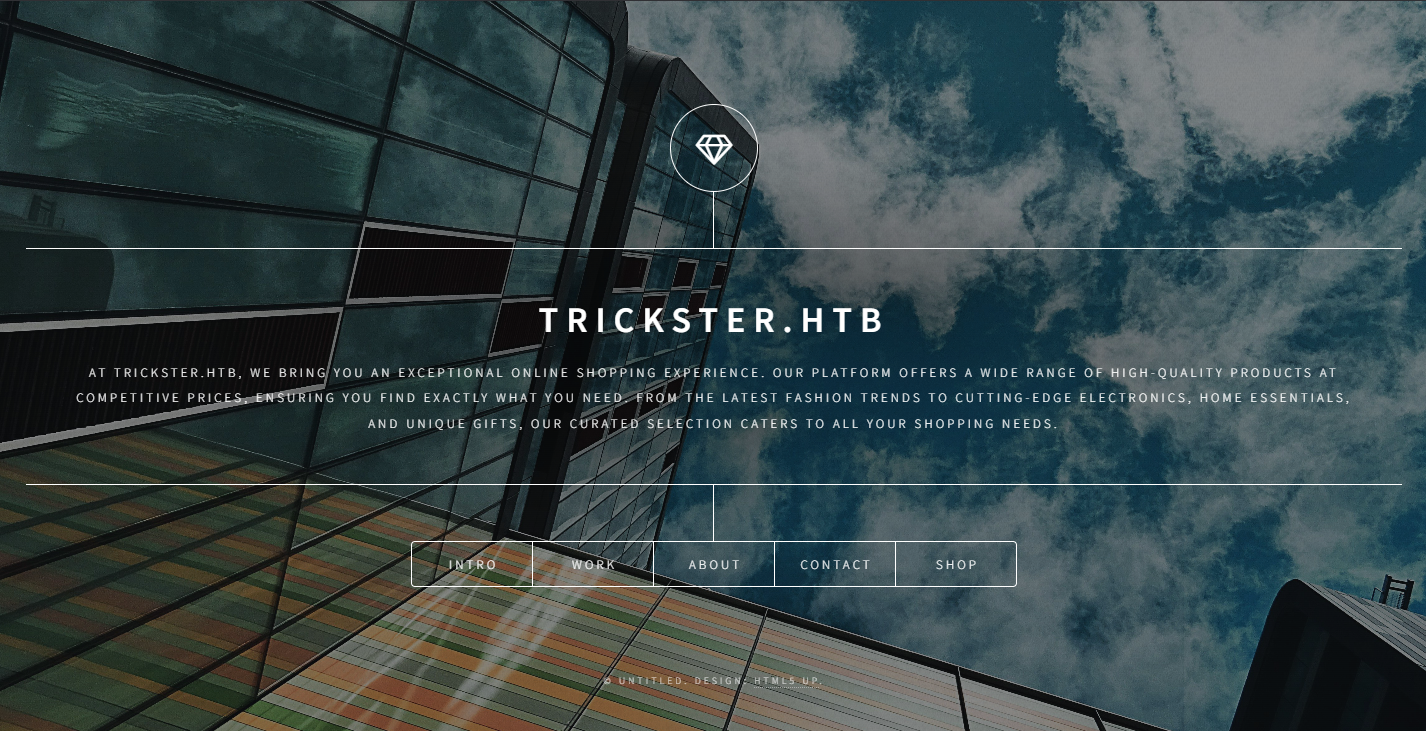 TRICKSTER.HTB
AT TRICKSTER.HTB, WE BRING YOU AN EXCEPTIONAL ONLINE SHOPPING EXPERIENCE. OUR PLATFORM OFFERS A WIDE RANGE OF HIGH-QUALITY PRODUCTS AT
COMPETITIVE PRICES, ENSURING YOU FIND EXACTLY WHAT YOU NEED. FROM THE LATEST FASHION TRENDS TO CUTTING-EDGE ELECTRONICS, HOME ESSENTIALS,
AND UNIQUE GIFTS, OUR CURATED SELECTION CATERS TO ALL YOUR SHOPPING NEEDS.
INTRO WORK ABOUT CONTACT SHOP
© UNTITLED. DESIGN: HTML5 UP.